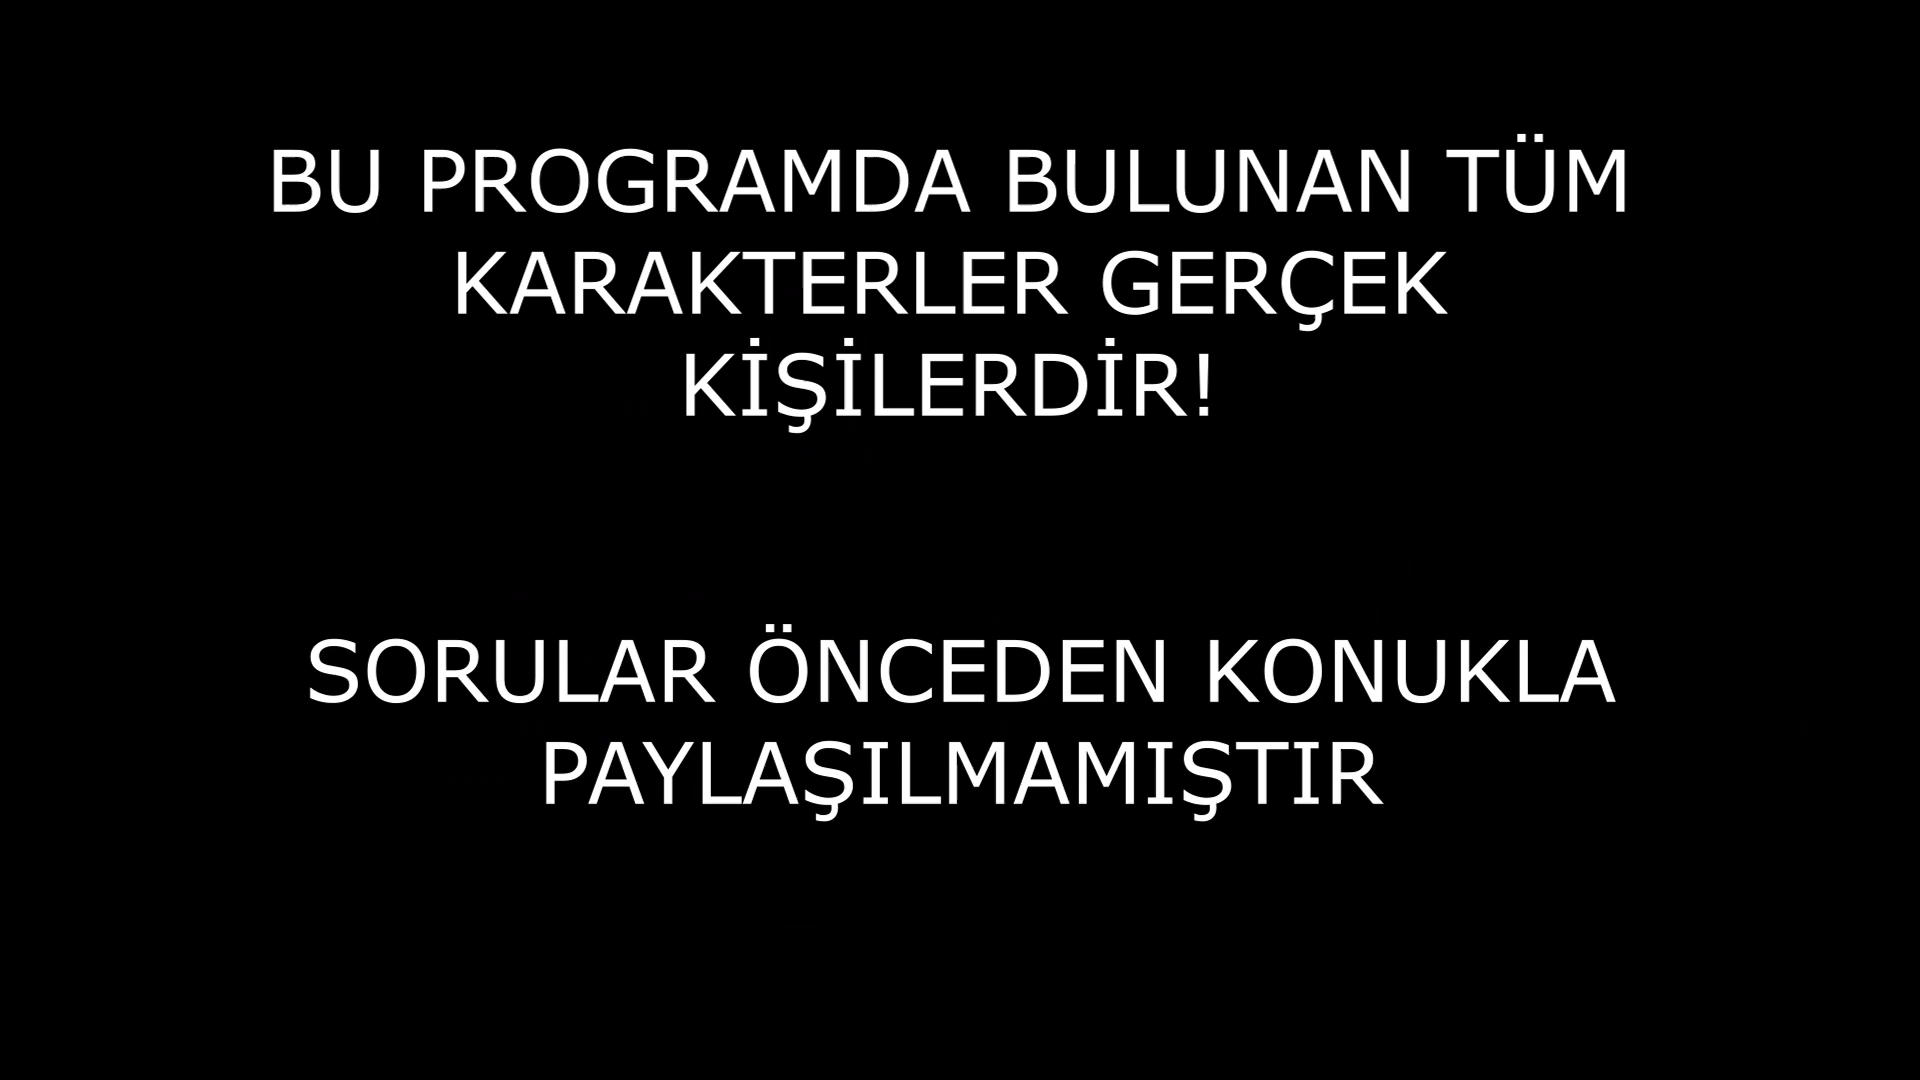 BU PROGRAMDA BULUNAN TÜM
KARAKTERLER GERÇEK
KİŞİLERDİR!
SORULAR ÖNCEDEN KONUKLA
PAYLAŞILMAMIŞTIR